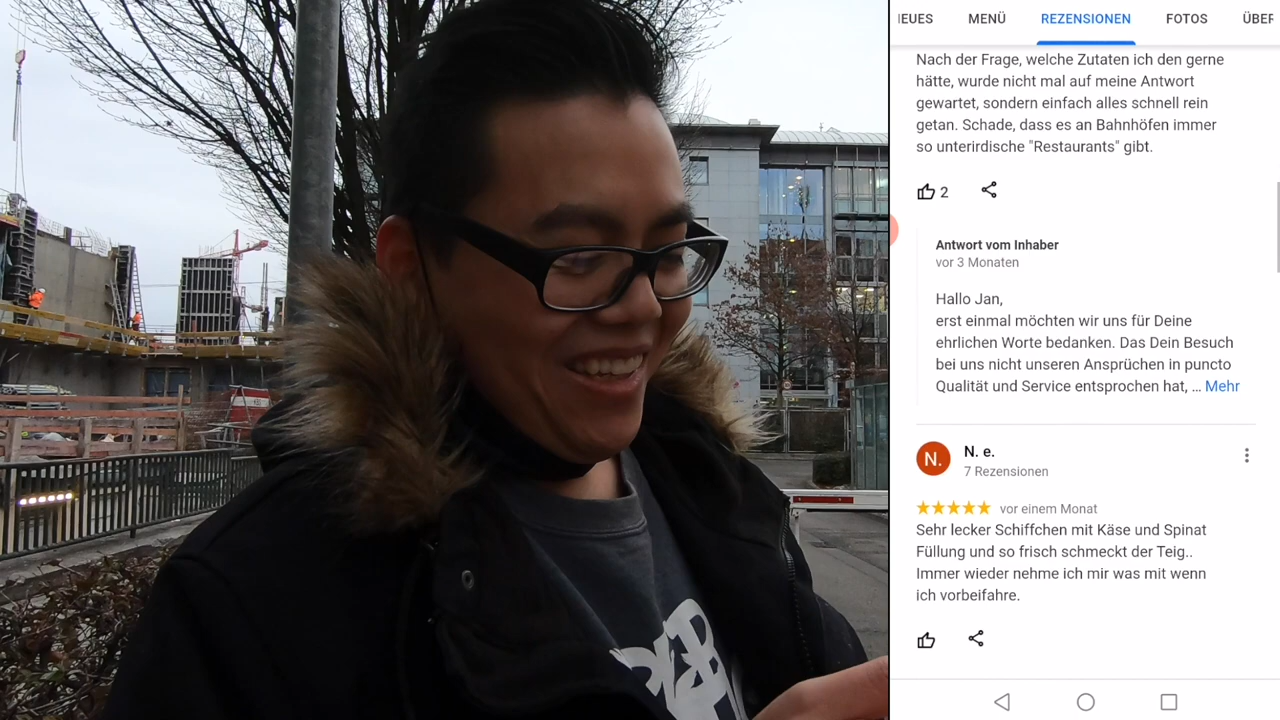 IEUES MENÜ REZENSIONEN FOTOS ÜBER
Nach der Frage, welche Zutaten ich den gerne
hätte, wurde nicht mal auf meine Antwort
gewartet, sondern einfach alles schnell rein
getan. Schade, dass es an Bahnhöfen immer
so unterirdische "Restaurants" gibt.
2
Antwort vom Inhaber
vor 3 Monaten
Hallo Jan,
erst einmal möchten wir uns für Deine
ehrlichen Worte bedanken. Das Dein Besuch
bei uns nicht unseren Ansprüchen in puncto
Qualität und Service entsprochen hat, ... Mehr
N.
N. e.
7 Rezensionen
vor einem Monat
Sehr lecker Schiffchen mit Käse und Spinat
Füllung und so frisch schmeckt der Teig..
Immer wieder nehme ich mir was mit wenn
ich vorbeifahre.